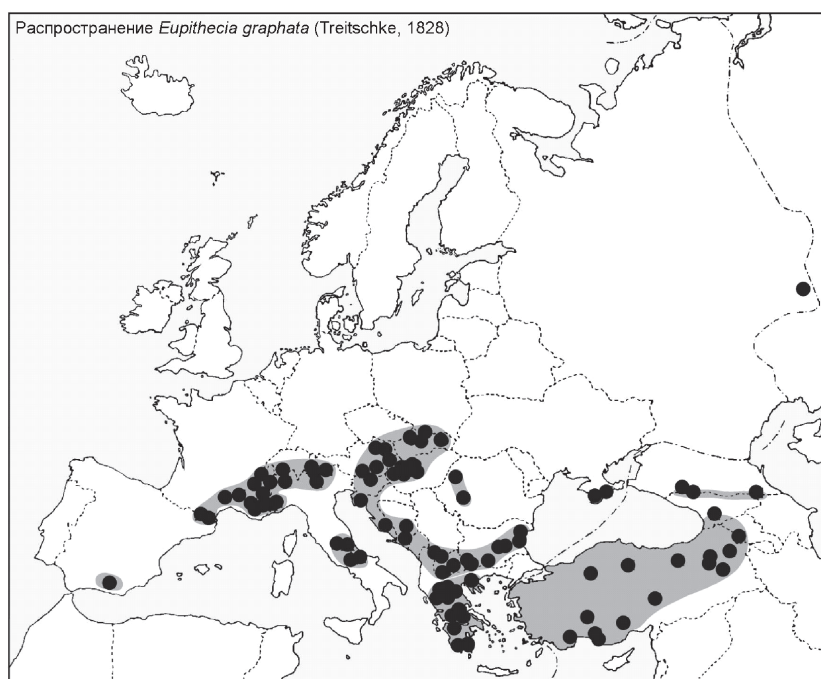 Распространение Eupithecia graphata (Treitschke, 1828)